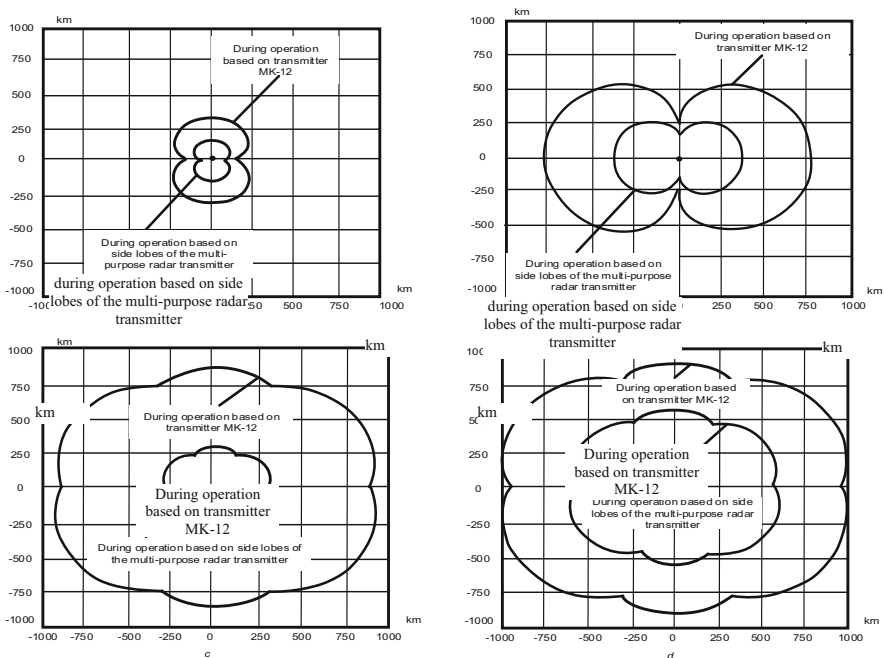 km
1000
750
500
250
0
-250
-500
-750
-1000
During operation
based on transmitter
MK-12
During operation based on
side lobes of the multi-
purpose radar transmitter
during operation based on side
lobes of the multi-purpose radar
transmitter
km
250 500 750 1000
km
1000
750
500
250
0
-250
-500
-750
-1000
During operation based on
transmitter MK-12
During operation based on
side lobes of the multi-purpose
radar transmitter
during operation based on side
lobes of the multi-purpose radar
transmitter
km
0 250 500 750 1000
km
km
1000
750
km
500
250
0
-250
-500
-750
-1000
During operation based on
transmitter MK-12
During operation
based on transmitter
MK-12
During operation based on side lobes of
the multi-purpose radar transmitter
km
-1000 -750 -500 -250 0 250 500 750 1000
c
km
750
km
500
250
0
-250
-500
-750
-1000
During operation based
on transmitter MK-12
During operation
based on transmitter
MK-12
During operation based on side
lobes of the multi-purpose radar
transmitter
km
-1000 -750 -500 -250 0 250 500 750 1000
d